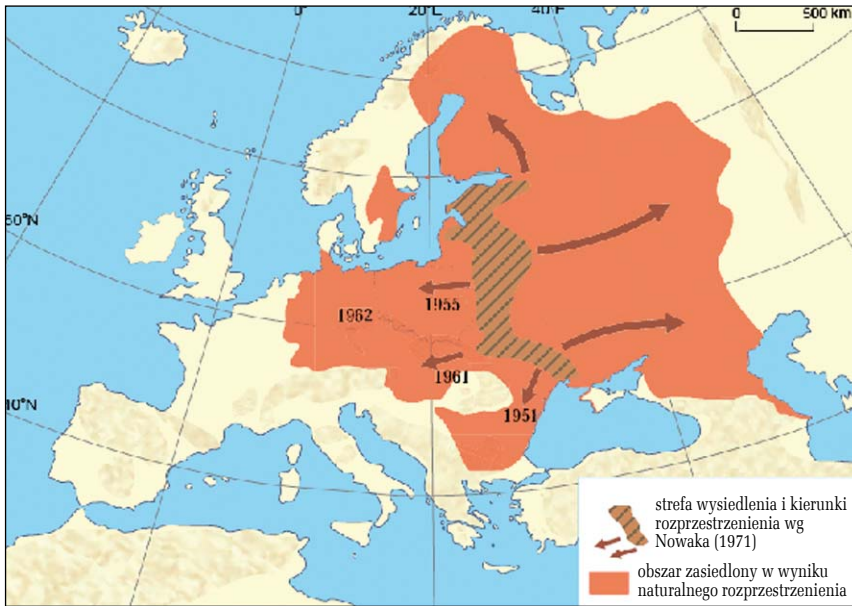 0°
20°E
40°E
0 500 km
50°N
1962
1955
1961
40°N
1951
strefa wysiedlenia i kierunki
rozprzestrzenienia wg
Nowaka (1971)
obszar zasiedlony w wyniku
naturalnego rozprzestrzenienia